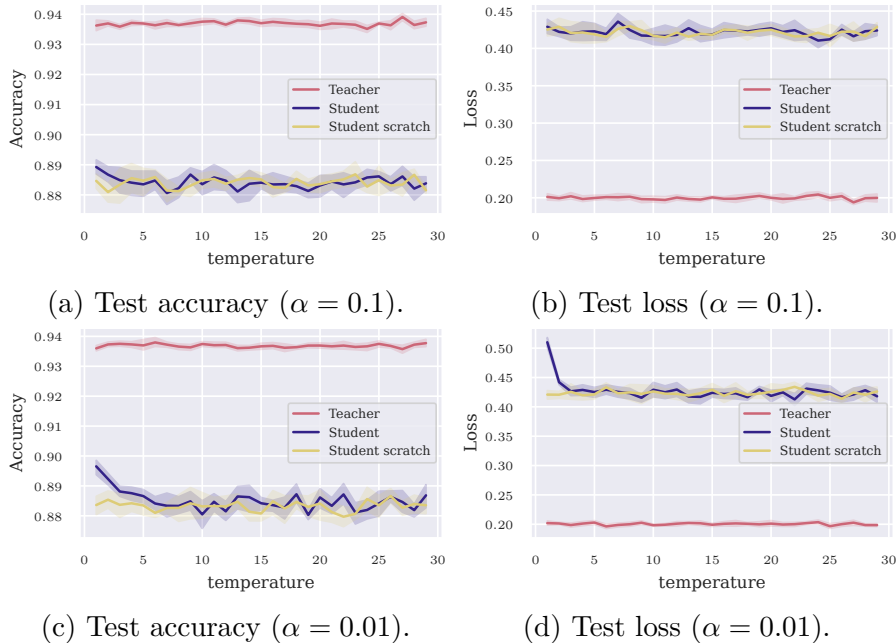 0.94
0.93
0.92
0.91
0.90
0.89
0.88
Accuracy
Teacher
Student
Student scratch
0 5 10 15 20 25 30
temperature
0.45
0.40
0.35
0.30
0.25
0.20
Loss
Teacher
Student
Student scratch
0 5 10 15 20 25 30
temperature
(a) Test accuracy (α = 0.1).
(b) Test loss (α = 0.1).
0.94
0.93
0.92
0.91
0.90
0.89
0.88
Accuracy
Teacher
Student
Student scratch
0 5 10 15 20 25 30
temperature
0.50
0.45
0.40
0.35
0.30
0.25
0.20
Loss
Teacher
Student
Student scratch
0 5 10 15 20 25 30
temperature
(c) Test accuracy (α = 0.01).
(d) Test loss (α = 0.01).